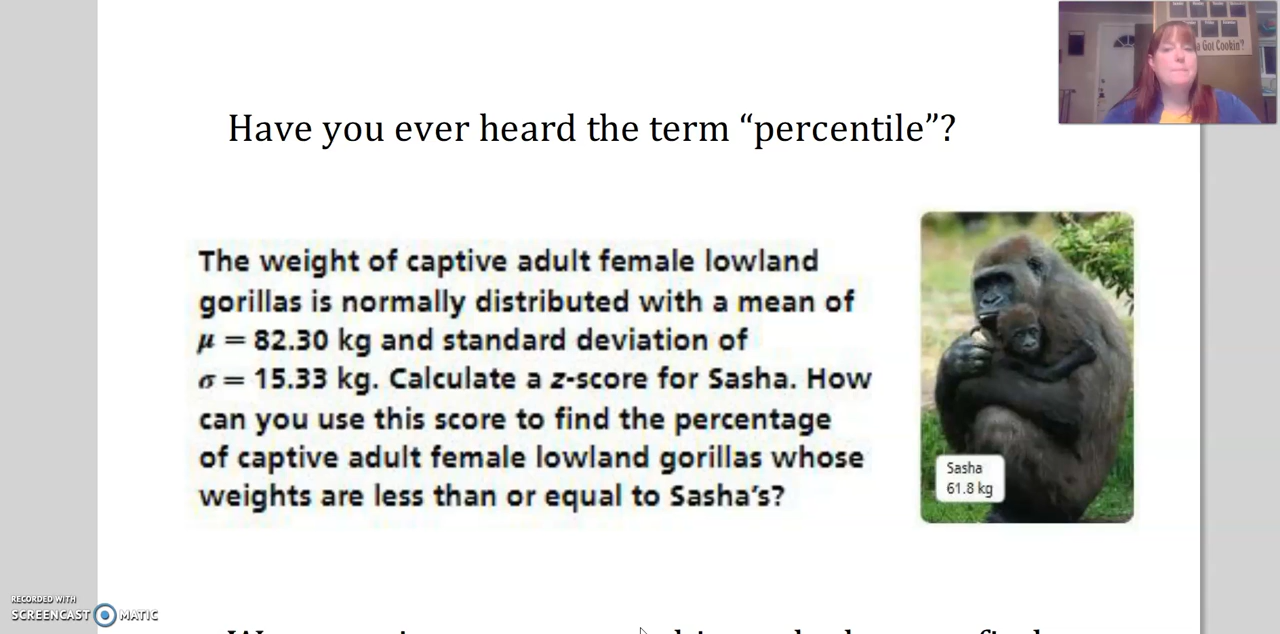 a Got Cookin'?
Have you ever heard the term “percentile”?
The weight of captive adult female lowland
gorillas is normally distributed with a mean of
μ = 82.30 kg and standard deviation of
σ = 15.33 kg. Calculate a z-score for Sasha. How
can you use this score to find the percentage
of captive adult female lowland gorillas whose
weights are less than or equal to Sasha’s?
Sasha
61.8 kg
RECORDED WITH
SCREENCAST MATIC